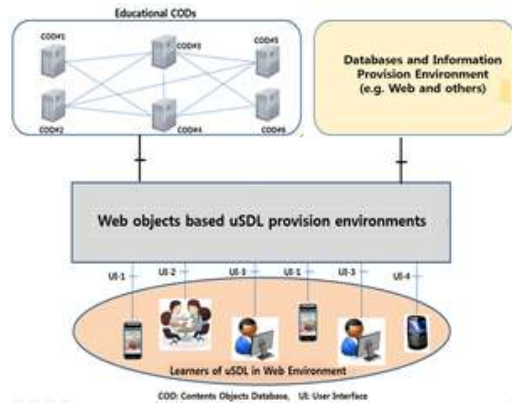 Educational CODs
COD#1
COD#3
COD#5
COD#2
COD#4
COD#6
Databases and Information
Provision Environment
(e.g. Web and others)
Web objects based uSDL provision environments
UI-1
UI-2
UI-3
UI-1
UI-3
UI-4
Learners of uSDL in Web Environment
COD: Contents Objects Database, UI: User Interface